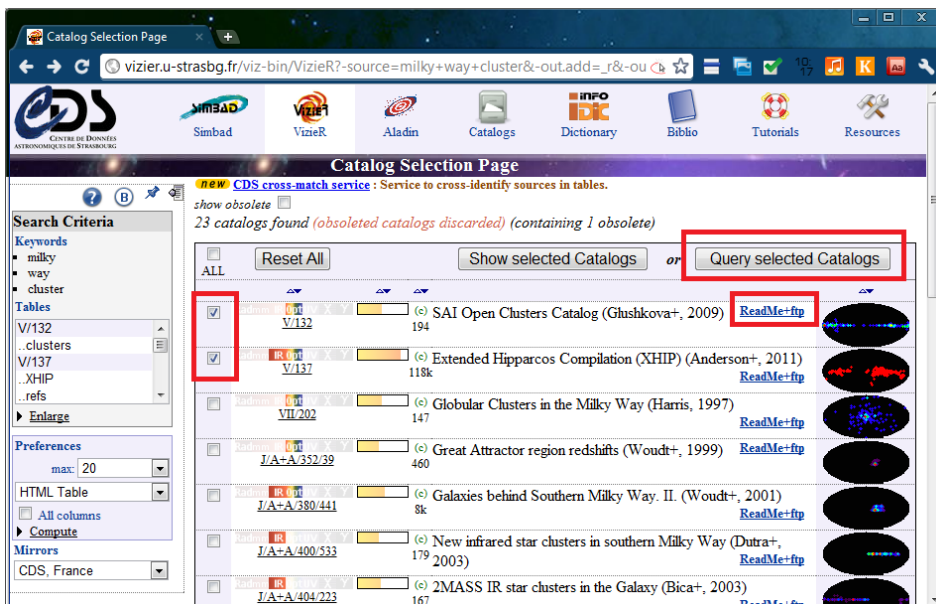 Catalog Selection Page
vizier.u-strasbg.fr/viz-bin/VizieR?-source=milky+way+cluster&-out.add=_r&-ou
CDS
CENTRE DE DONNÉES
ASTRONOMIQUES DE STRASBOURG
SIMBAD
VizieR
INFO
DIC
Simbad
VizieR
Aladin
Catalogs
Dictionary
Biblio
Tutorials
Resources
Catalog Selection Page
new CDS cross-match service : Service to cross-identify sources in tables.
show obsolete
23 catalogs found (obsoleted catalogs discarded) (containing 1 obsolete)
Search Criteria
Keywords
milky
way
cluster
Tables
V/132
..clusters
V/137
..XHIP
..refs
Enlarge
Preferences
max: 20
HTML Table
All columns
Compute
Mirrors
CDS, France
ALL
Reset All
Show selected Catalogs
or
Query selected Catalogs
V/132
(c) SAI Open Clusters Catalog (Glushkova+, 2009) ReadMe+ftp
194
V/137
(c) Extended Hipparcos Compilation (XHIP) (Anderson+, 2011)
118k
ReadMe+ftp
VII/202
(c) Globular Clusters in the Milky Way (Harris, 1997)
147
ReadMe+ftp
J/A+A/352/39
(c) Great Attractor region redshifts (Woudt+, 1999) ReadMe+ftp
460
J/A+A/380/441
(c) Galaxies behind Southern Milky Way. II. (Woudt+, 2001)
8k
ReadMe+ftp
J/A+A/400/533
(c) New infrared star clusters in southern Milky Way (Dutra+,
179 2003)
ReadMe+ftp
J/A+A/404/223
(c) 2MASS IR star clusters in the Galaxy (Bica+, 2003)
167
ReadMe+ftp